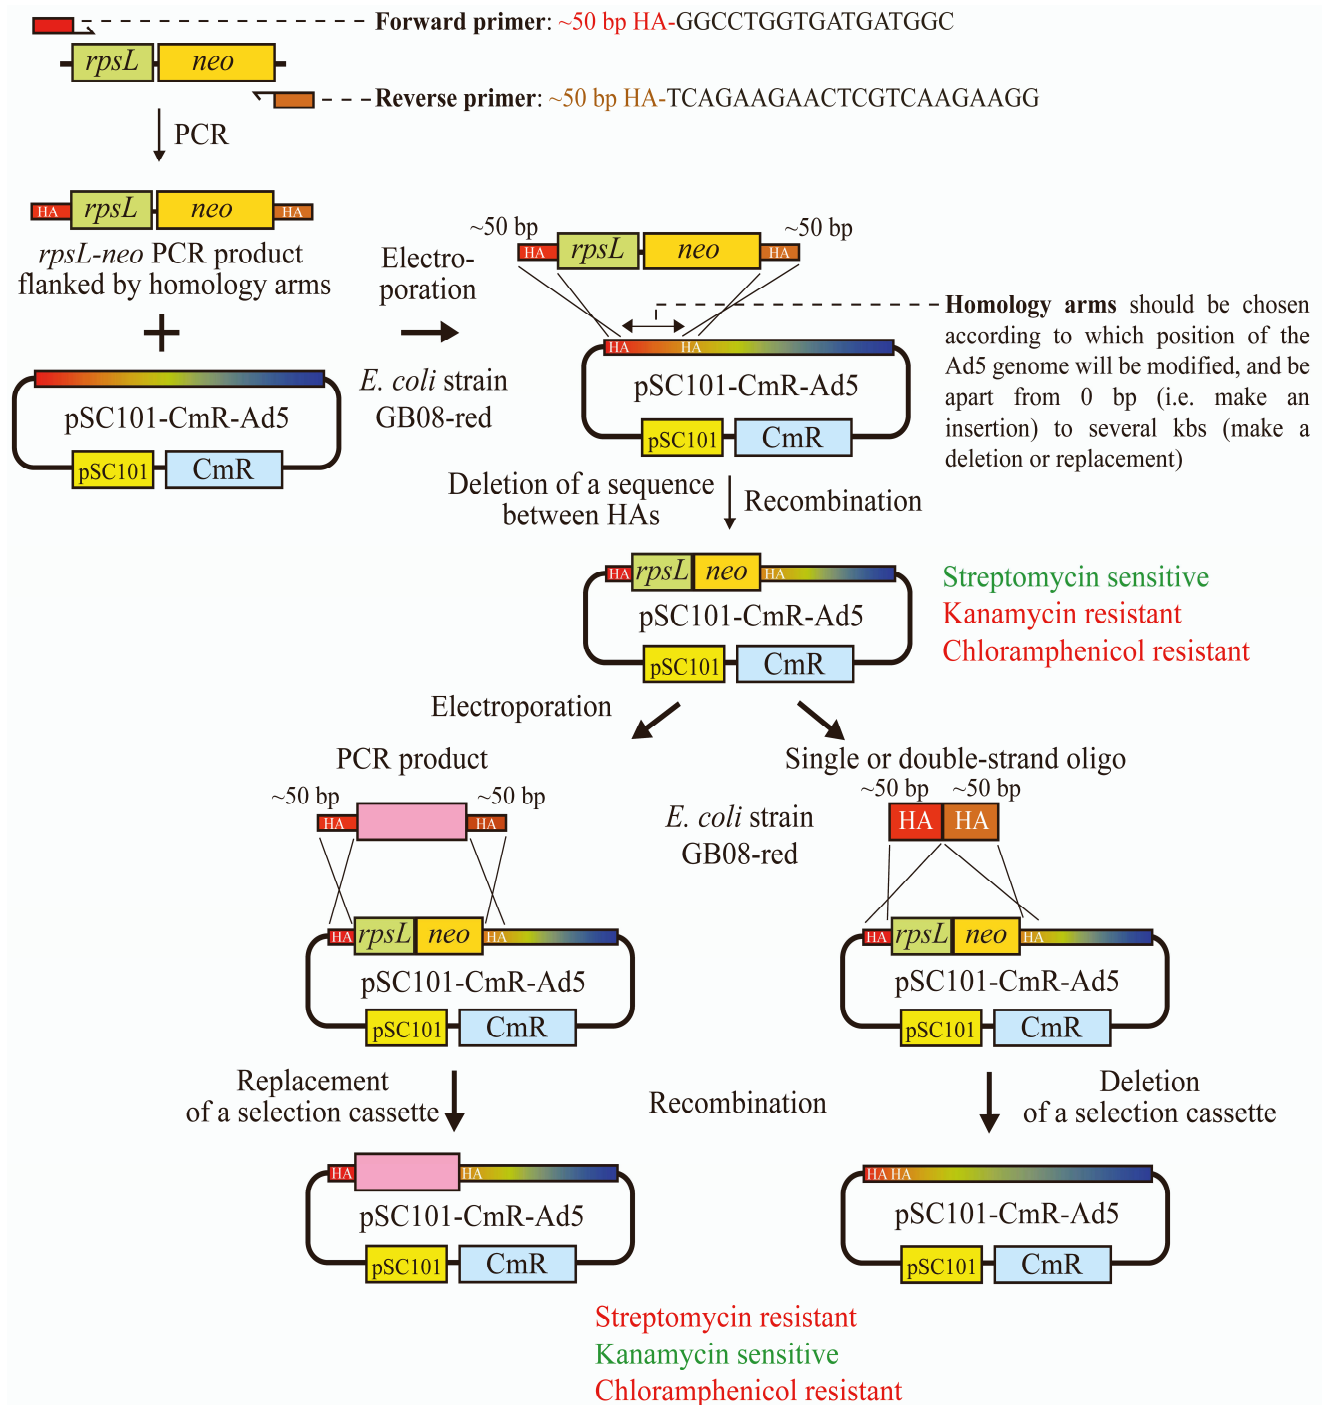 Forward primer: ~50 bp HA-GGCCTGGTGATGATGGC
rpsL neo
Reverse primer: ~50 bp HA-TCAGAAGAACTCGTCAAGAAGG
PCR
HA rpsL neo HA
rpsL-neo PCR product
flanked by homology arms
+
pSC101-CmR-Ad5
pSC101 CmR
Electro-
poration
E. coli strain
GB08-red
~50 bp ~50 bp
HA rpsL neo HA
HA HA
pSC101-CmR-Ad5
pSC101 CmR
Homology arms should be chosen
according to which position of the
Ad5 genome will be modified, and be
apart from 0 bp (i.e. make an
insertion) to several kbs (make a
deletion or replacement)
Deletion of a sequence
between HAs
Recombination
HA rpsL neo HA
pSC101-CmR-Ad5
pSC101 CmR
Streptomycin sensitive
Kanamycin resistant
Chloramphenicol resistant
Electroporation
PCR product
~50 bp ~50 bp
HA HA
E. coli strain
GB08-red
Single or double-strand oligo
~50 bp ~50 bp
HA HA
HA rpsL neo HA
pSC101-CmR-Ad5
pSC101 CmR
HA rpsL neo HA
pSC101-CmR-Ad5
pSC101 CmR
Replacement
of a selection cassette
Recombination
Deletion
of a selection cassette
HA HA
pSC101-CmR-Ad5
pSC101 CmR
HA HA
pSC101-CmR-Ad5
pSC101 CmR
Streptomycin resistant
Kanamycin sensitive
Chloramphenicol resistant